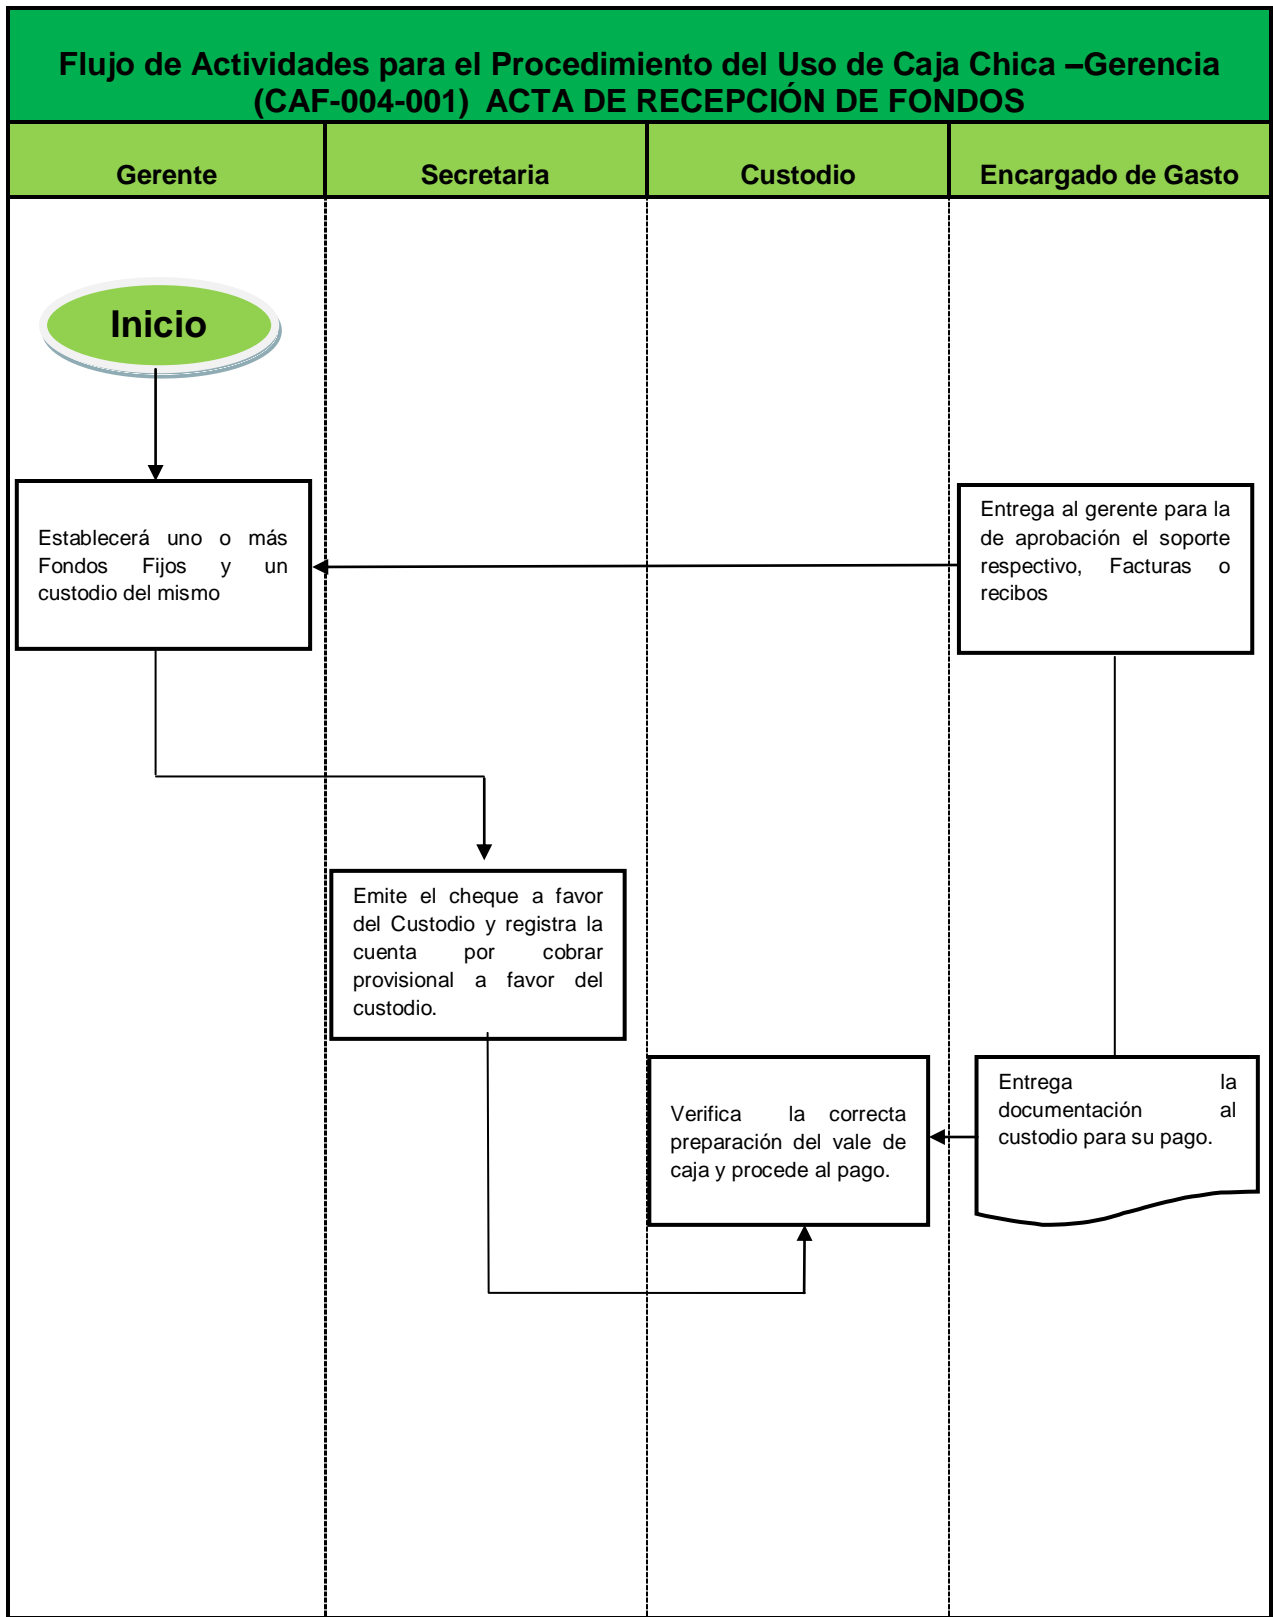 Flujo de Actividades para el Procedimiento del Uso de Caja Chica –Gerencia
(CAF-004-001) ACTA DE RECEPCIÓN DE FONDOS
Gerente
Secretaria
Custodio
Encargado de Gasto
Inicio
Establecerá uno o más
Fondos Fijos y un
custodio del mismo
Entrega al gerente para la
de aprobación el soporte
respectivo, Facturas o
recibos
Emite el cheque a favor
del Custodio y registra la
cuenta por cobrar
provisional a favor del
custodio.
Verifica la correcta
preparación del vale de
caja y procede al pago.
Entrega la
documentación al
custodio para su pago.